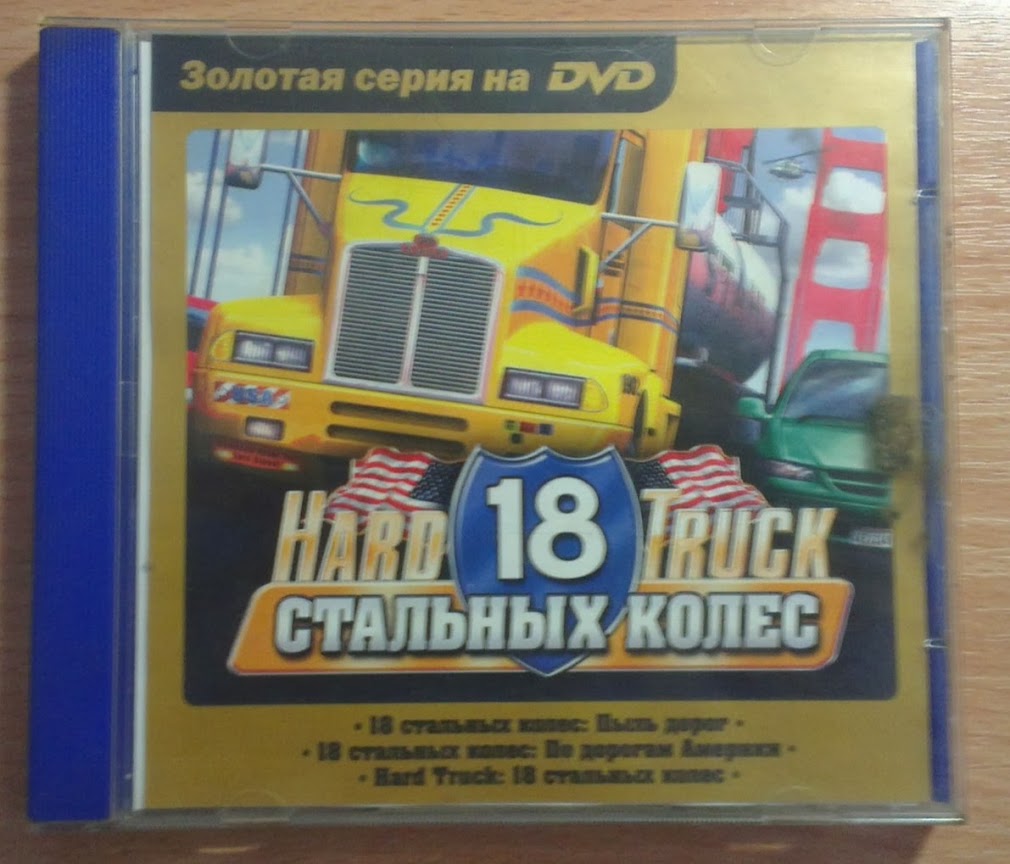 Золотая серия на DVD
USA
HARD 18 TRUCK
СТАЛЬНЫХ КОЛЕС
· 18 стальных колес: Пыль дорог ·
· 18 стальных колес: По дорогам Америки ·
· Hard Truck: 18 стальных колес ·